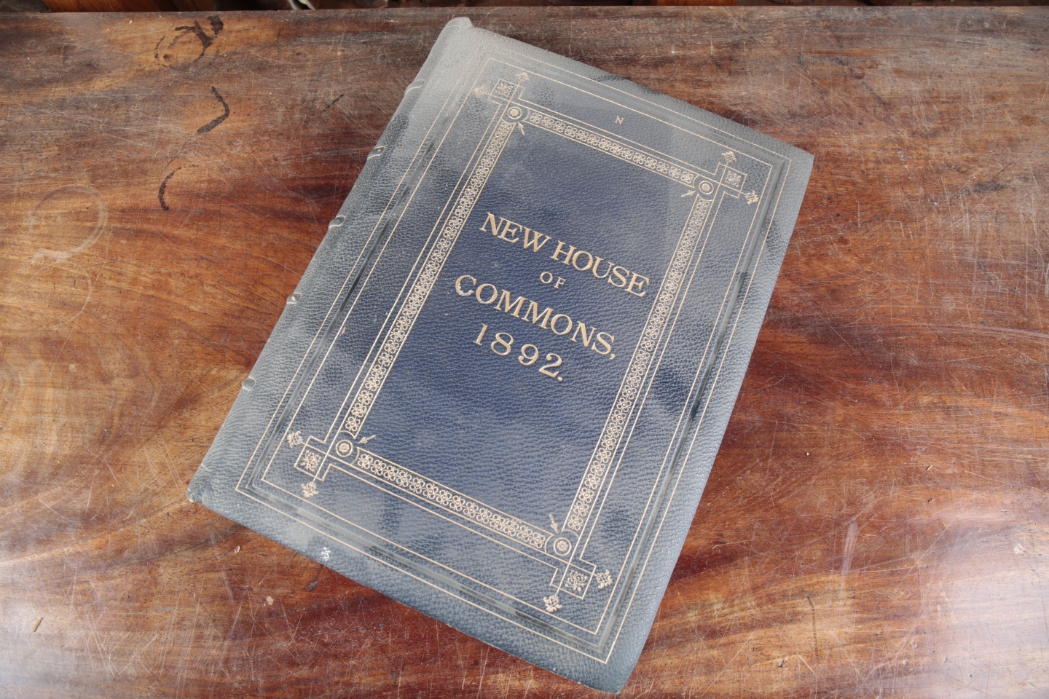 N
NEW HOUSE
OF
COMMONS,
1892.